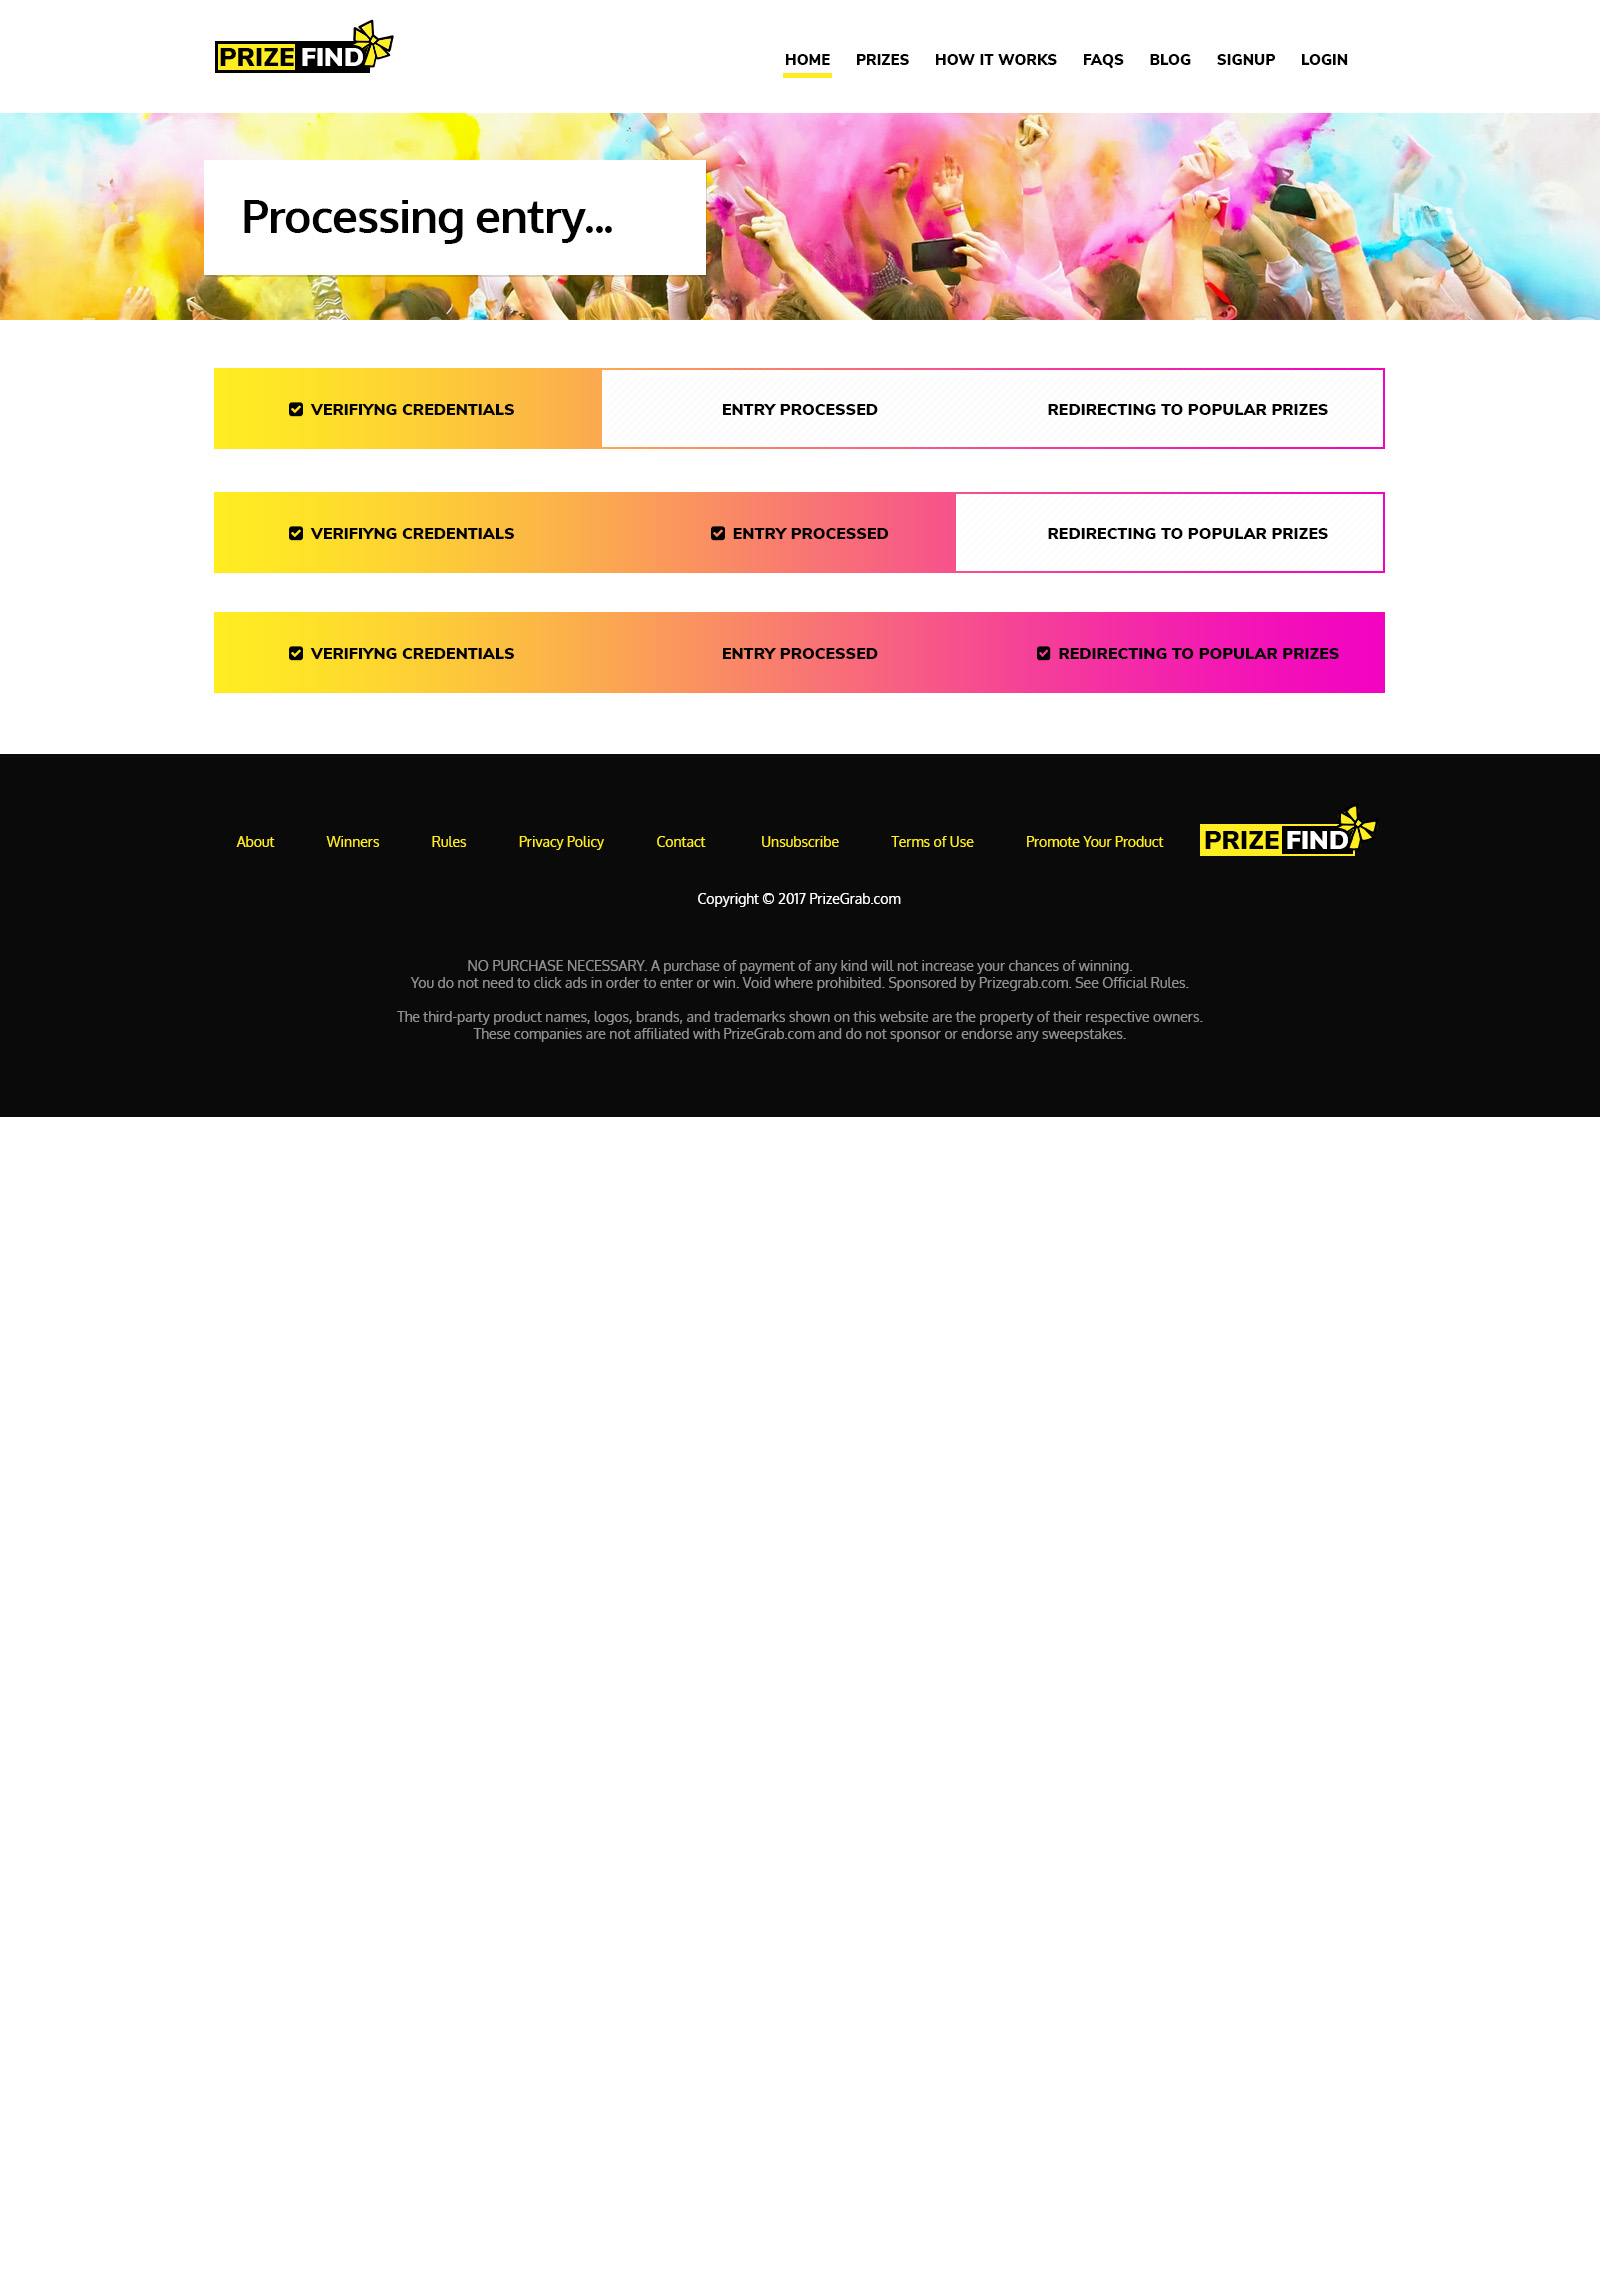 PRIZE FIND
HOME PRIZES HOW IT WORKS FAQS BLOG SIGNUP LOGIN
Processing entry...
VERIFIYNG CREDENTIALS ENTRY PROCESSED REDIRECTING TO POPULAR PRIZES
VERIFIYNG CREDENTIALS ENTRY PROCESSED REDIRECTING TO POPULAR PRIZES
VERIFIYNG CREDENTIALS ENTRY PROCESSED REDIRECTING TO POPULAR PRIZES
About Winners Rules Privacy Policy Contact Unsubscribe Terms of Use Promote Your Product PRIZE FIND
Copyright © 2017 PrizeGrab.com
NO PURCHASE NECESSARY. A purchase of payment of any kind will not increase your chances of winning.
You do not need to click ads in order to enter or win. Void where prohibited. Sponsored by Prizegrab.com. See Official Rules.
The third-party product names, logos, brands, and trademarks shown on this website are the property of their respective owners.
These companies are not affiliated with PrizeGrab.com and do not sponsor or endorse any sweepstakes.